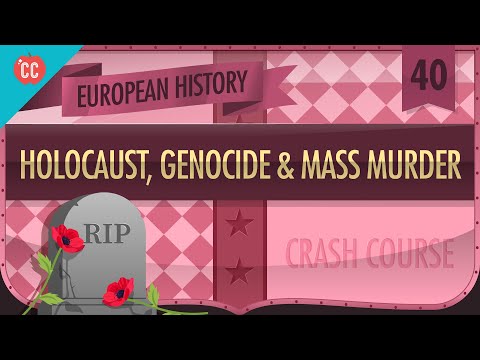 CC
EUROPEAN HISTORY
40
HOLOCAUST, GENOCIDE & MASS MURDER
CRASH COURSE
RIP